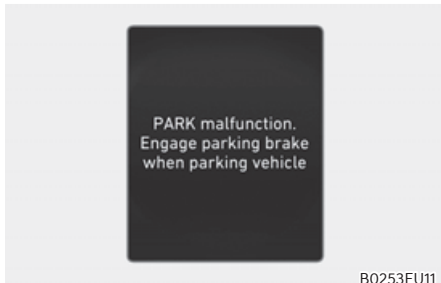 PARK malfunction.
Engage parking brake
when parking vehicle
B0253EU11